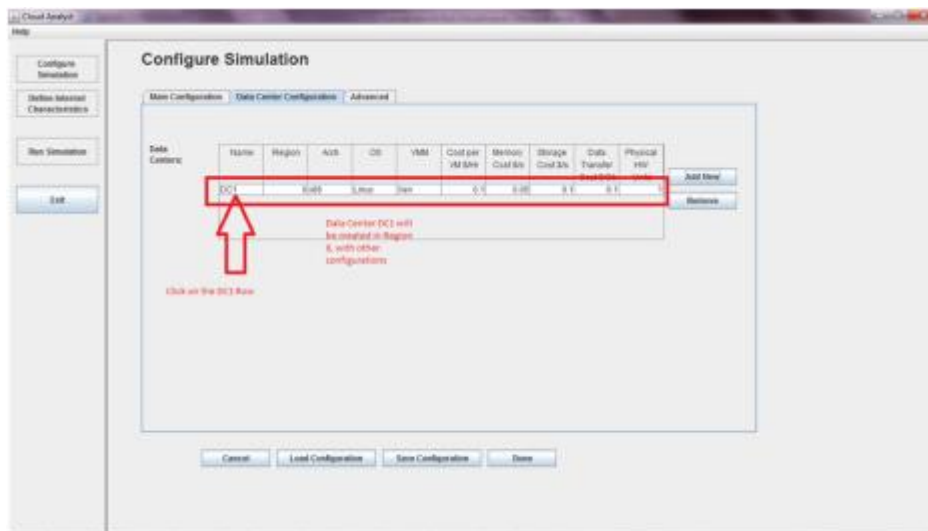 Cloud Analyst
Help
Configure Simulation
Configure
Simulation
Define Internet
Characteristics
Run Simulation
Exit
Main Configuration Data Center Configuration Advanced
Data
Centers:
Name Region Arch OS VMM Cost per Memory Storage Data Physical
VM $/Hr Cost $/s Cost $/s Transfer HW
Units
DC1 0 x86 Linux Xen 0.1 0.05 0.1 0.1 1
Add New
Remove
Data Center DC1 will
be created in Region
with other
configurations
Click on the DC1 Row
Cancel Load Configuration Save Configuration Done